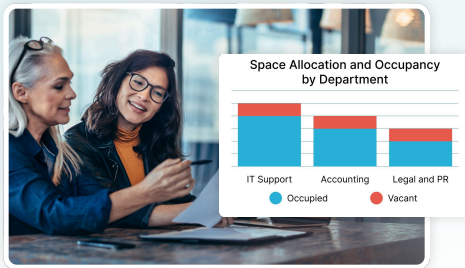 Space Allocation and Occupancy
by Department
IT Support
Accounting
Legal and PR
Occupied
Vacant